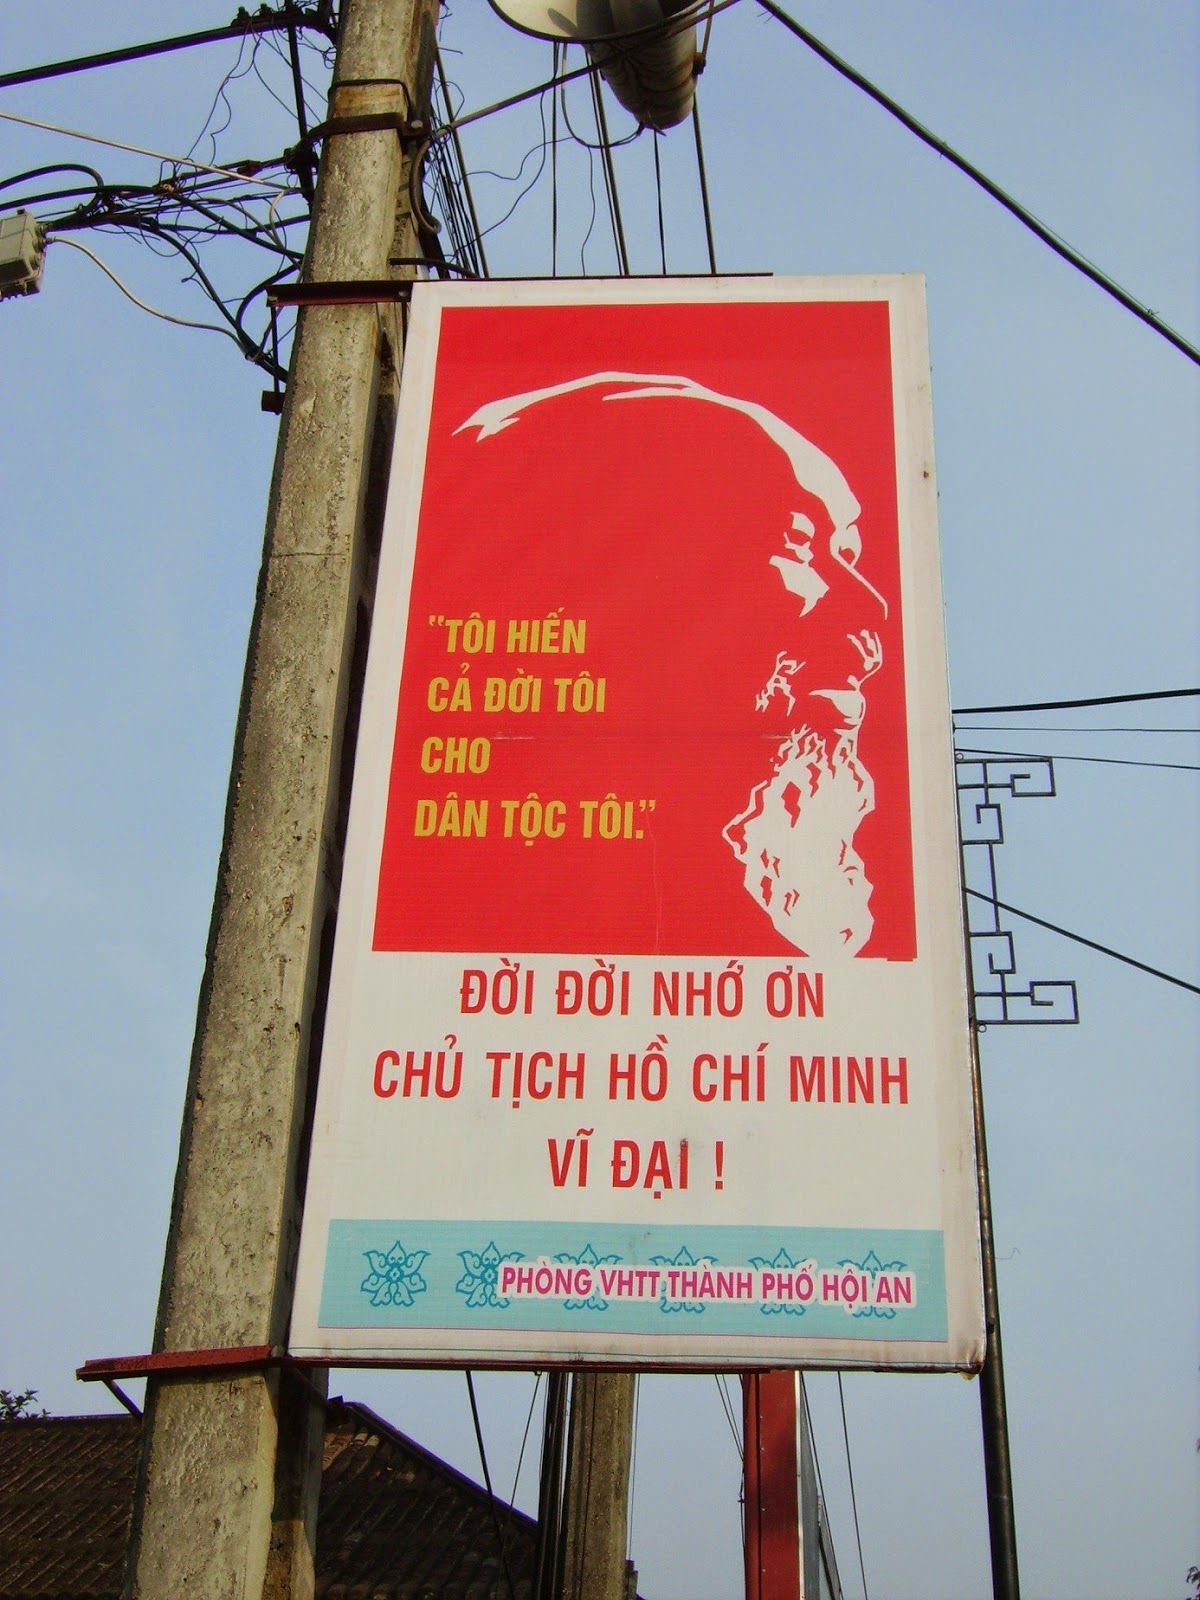 "TÔI HIẾN
CẢ ĐỜI TÔI
CHO
DÂN TỘC TÔI."
ĐỜI ĐỜI NHỚ ƠN
CHỦ TỊCH HỒ CHÍ MINH
VĨ ĐẠI !
PHÒNG VHTT THÀNH PHỐ HỘI AN